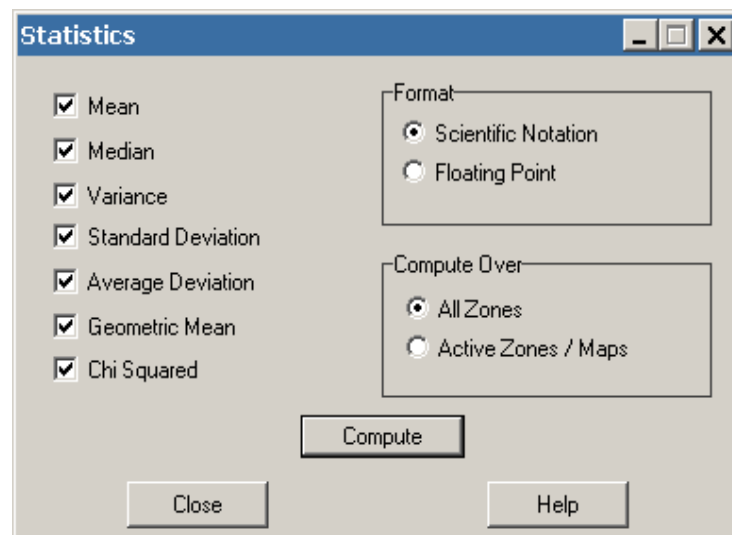 Statistics
Mean
Median
Variance
Standard Deviation
Average Deviation
Geometric Mean
Chi Squared
Format
Scientific Notation
Floating Point
Compute Over
All Zones
Active Zones / Maps
Compute
Close
Help